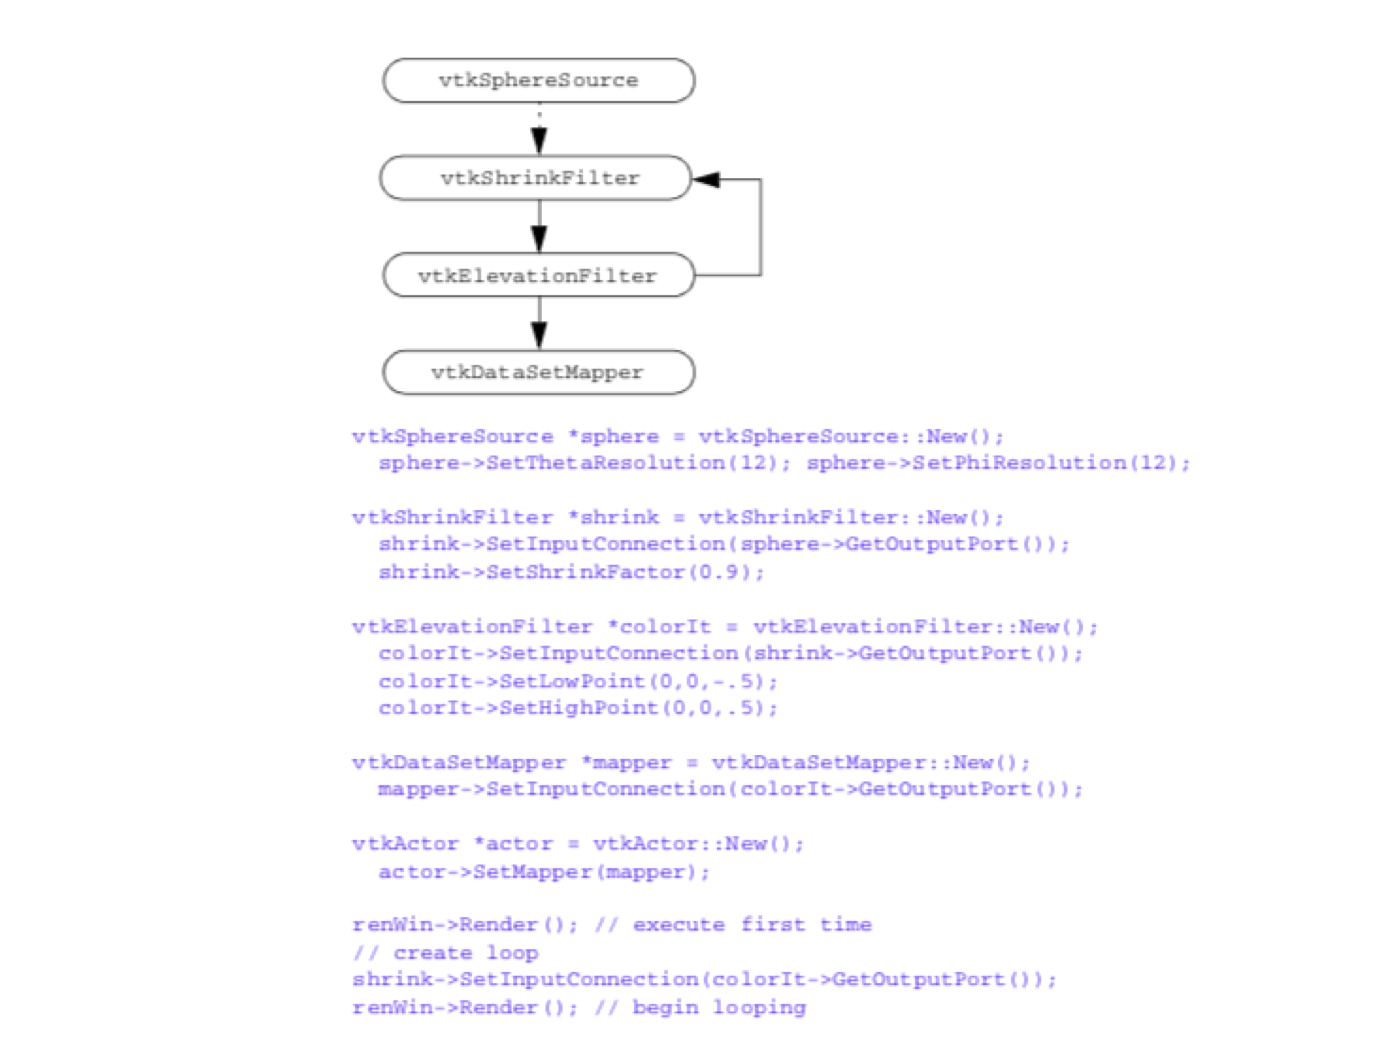 vtkSphereSource
vtkShrinkFilter
vtkElevationFilter
vtkDataSetMapper
vtkSphereSource *sphere = vtkSphereSource::New();
sphere->SetThetaResolution(12); sphere->SetPhiResolution(12);
vtkShrinkFilter *shrink = vtkShrinkFilter::New();
shrink->SetInputConnection(sphere->GetOutputPort());
shrink->SetShrinkFactor(0.9);
vtkElevationFilter *colorIt = vtkElevationFilter::New();
colorIt->SetInputConnection(shrink->GetOutputPort());
colorIt->SetLowPoint(0,0,-.5);
colorIt->SetHighPoint(0,0,.5);
vtkDataSetMapper *mapper = vtkDataSetMapper::New();
mapper->SetInputConnection(colorIt->GetOutputPort());
vtkActor *actor = vtkActor::New();
actor->SetMapper(mapper);
renWin->Render(); // execute first time
// create loop
shrink->SetInputConnection(colorIt->GetOutputPort());
renWin->Render(); // begin looping